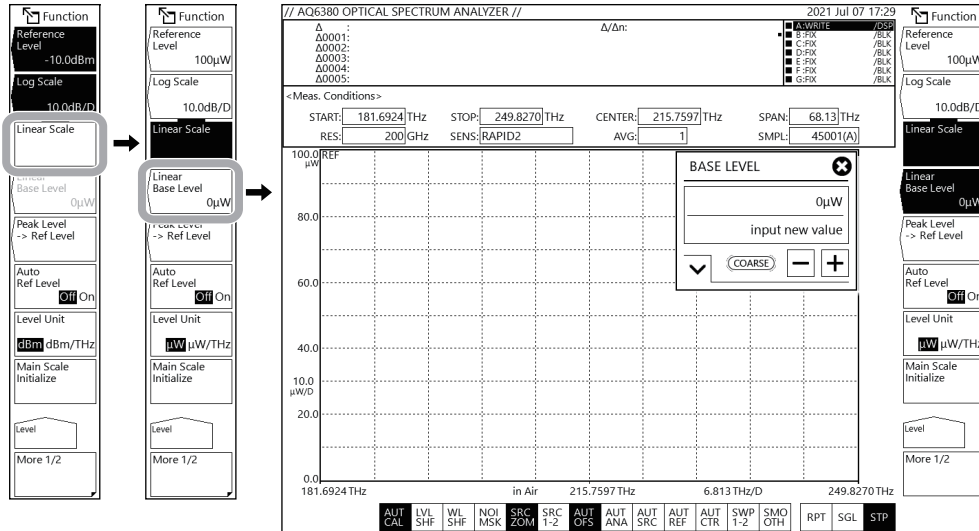 Function
Reference
Level
-10.0dBm
Log Scale
10.0dB/D
Linear Scale
Base Level
0µW
Peak Level
-> Ref Level
Auto
Ref Level
Off On
Level Unit
dBm dBm/THz
Main Scale
Initialize
Level
More 1/2
Function
Reference
Level
100µW
Log Scale
10.0dB/D
Linear Scale
Linear
Base Level
0µW
-> Ref Level
Auto
Ref Level
Off On
Level Unit
µW µW/THz
Main Scale
Initialize
Level
More 1/2
// AQ6380 OPTICAL SPECTRUM ANALYZER // 2021 Jul 07 17:29
Δ : Δ/Δn:
Δ0001:
Δ0002:
Δ0003:
Δ0004:
Δ0005:
A:WRITE /DSP
B:FIX /BLK
C:FIX /BLK
D:FIX /BLK
E:FIX /BLK
F:FIX /BLK
G:FIX /BLK
<Meas. Conditions>
START: 181.6924 THz STOP: 249.8270 THz CENTER: 215.7597 THz SPAN: 68.13 THz
RES: 200 GHz SENS: RAPID2 AVG: 1 SMPL: 45001(A)
100.0 REF
µW
80.0
60.0
40.0
10.0
µW/D
20.0
0.0
BASE LEVEL
0µW
input new value
COARSE − +
181.6924 THz in Air 215.7597 THz 6.813 THz/D 249.8270 THz
AUT CAL
LVL SHF
WL SHF
NOI MSK
SRC ZOM
SRC 1-2
AUT OFS
AUT ANA
AUT SRC
AUT REF
AUT CTR
SWP 1-2
SMO OTH
RPT
SGL
STP
Function
Reference
Level
100µW
Log Scale
10.0dB/D
Linear Scale
Linear
Base Level
0µW
Peak Level
-> Ref Level
Auto
Ref Level
Off On
Level Unit
µW µW/THz
Main Scale
Initialize
Level
More 1/2